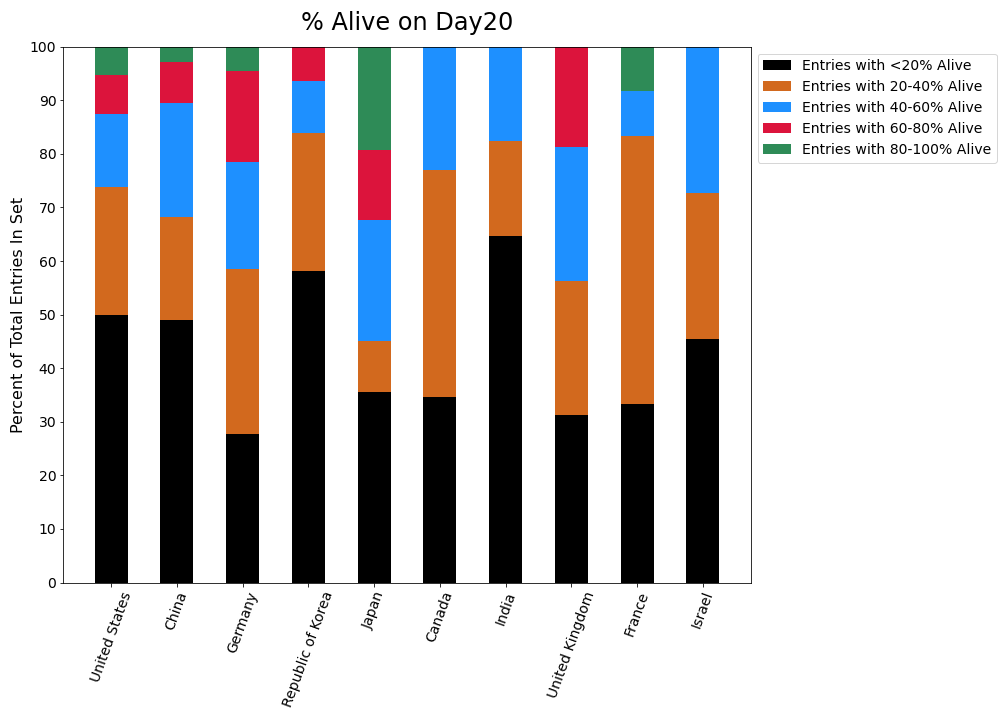 % Alive on Day20
Percent of Total Entries In Set
100
90
80
70
60
50
40
30
20
10
0
United States
China
Germany
Republic of Korea
Japan
Canada
India
United Kingdom
France
Israel
Entries with <20% Alive
Entries with 20-40% Alive
Entries with 40-60% Alive
Entries with 60-80% Alive
Entries with 80-100% Alive